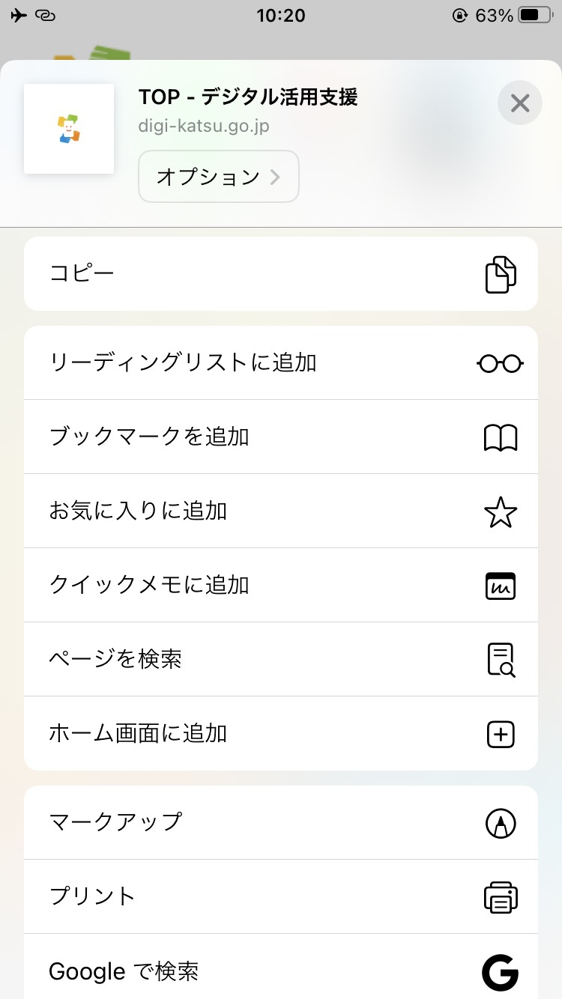 10:20
63%
TOP - デジタル活用支援
digi-katsu.go.jp
オプション
コピー
リーディングリストに追加
ブックマークを追加
お気に入りに追加
クイックメモに追加
ページを検索
ホーム画面に追加
マークアップ
プリント
Google で検索